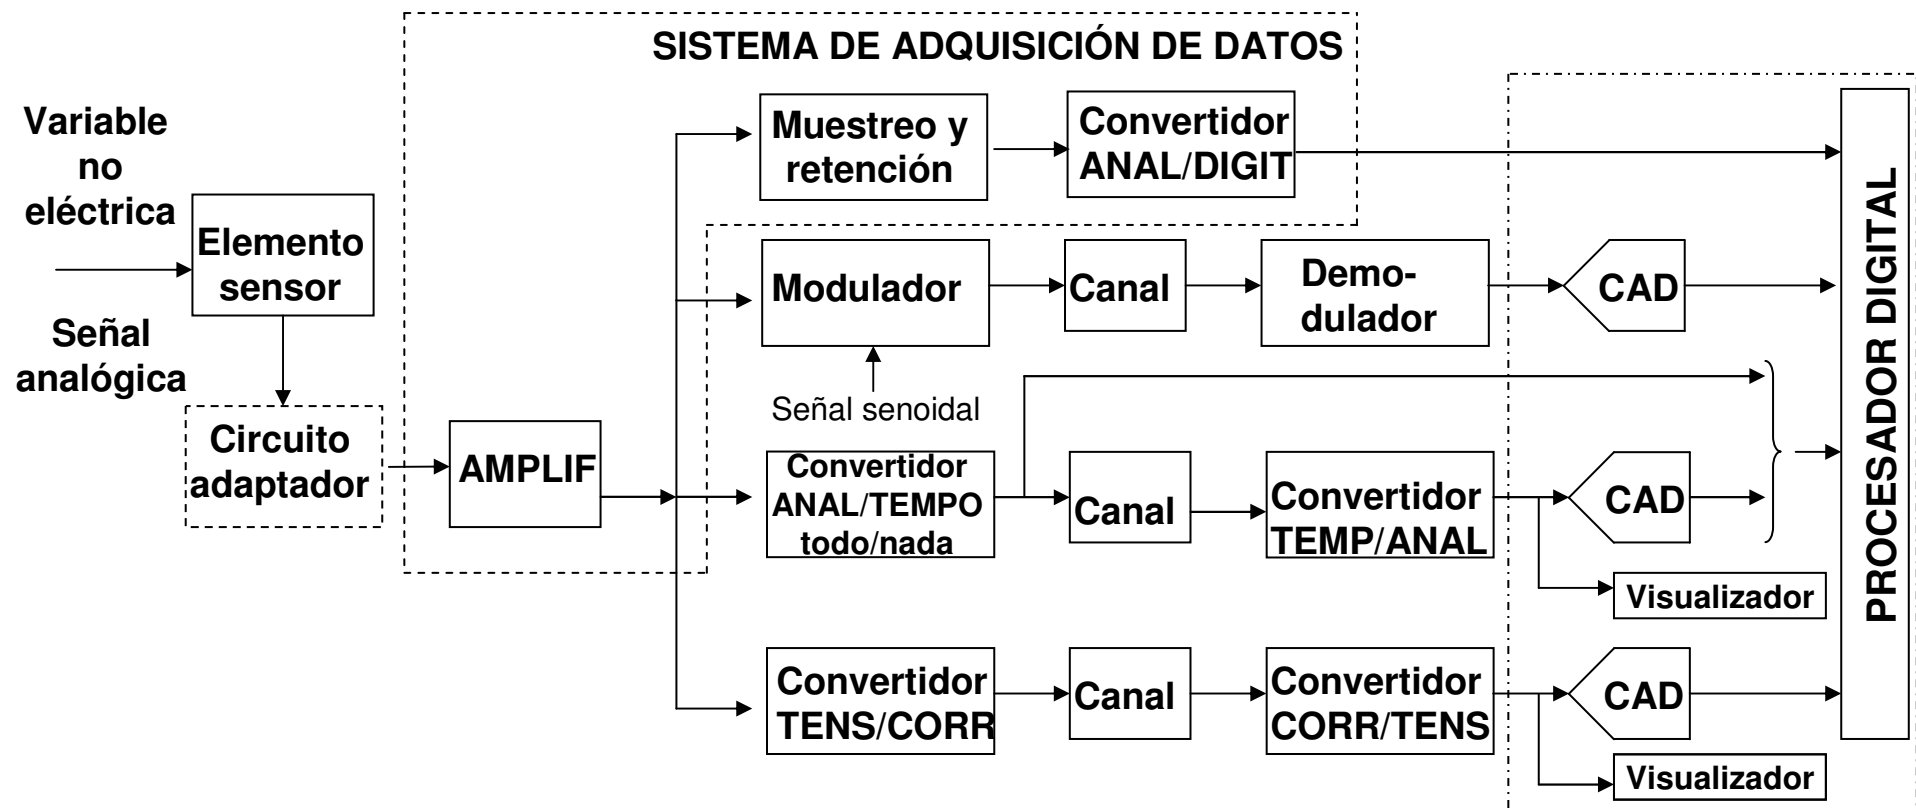 SISTEMA DE ADQUISICIÓN DE DATOS
Variable
no
eléctrica
Señal
analógica
Elemento
sensor
Circuito
adaptador
AMPLIF
Muestreo y
retención
Convertidor
ANAL/DIGIT
Modulador
Señal senoidal
Canal
Demo-
dulador
CAD
Convertidor
ANAL/TEMPO
todo/nada
Canal
Convertidor
TEMP/ANAL
CAD
Visualizador
Convertidor
TENS/CORR
Canal
Convertidor
CORR/TENS
CAD
Visualizador
PROCESADOR DIGITAL